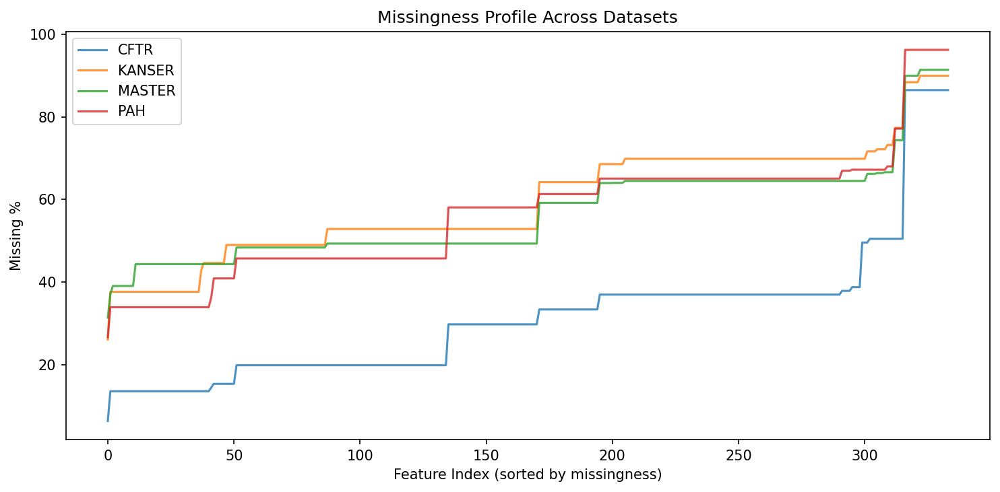 Missingness Profile Across Datasets
100
80
60
40
20
Missing %
CFTR
KANSER
MASTER
PAH
0
50
100
150
200
250
300
Feature Index (sorted by missingness)